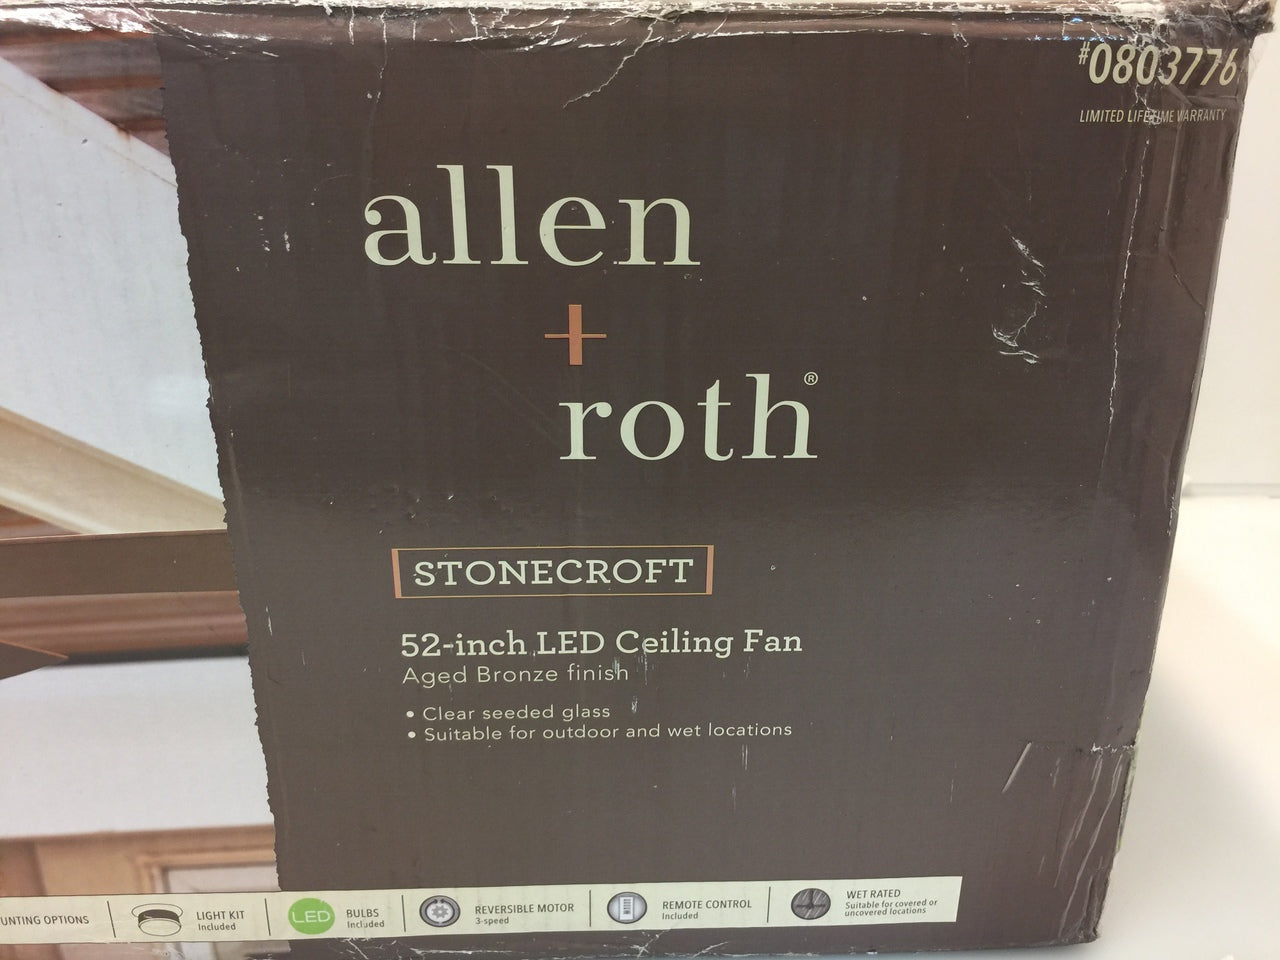 #0803776
LIMITED LIFETIME WARRANTY
allen
+
roth®
STONECROFT
52-inch LED Ceiling Fan
Aged Bronze finish
• Clear seeded glass
• Suitable for outdoor and wet locations
UNTING OPTIONS
LIGHT KIT
Included
LED
BULBS
Included
REVERSIBLE MOTOR
3-speed
REMOTE CONTROL
Included
WET RATED
Suitable for covered or
uncovered locations